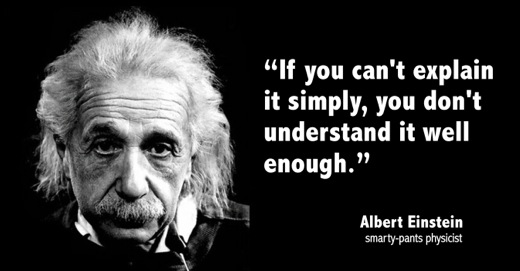 “If you can't explain
it simply, you don't
understand it well
enough.”
Albert Einstein
smarty-pants physicist